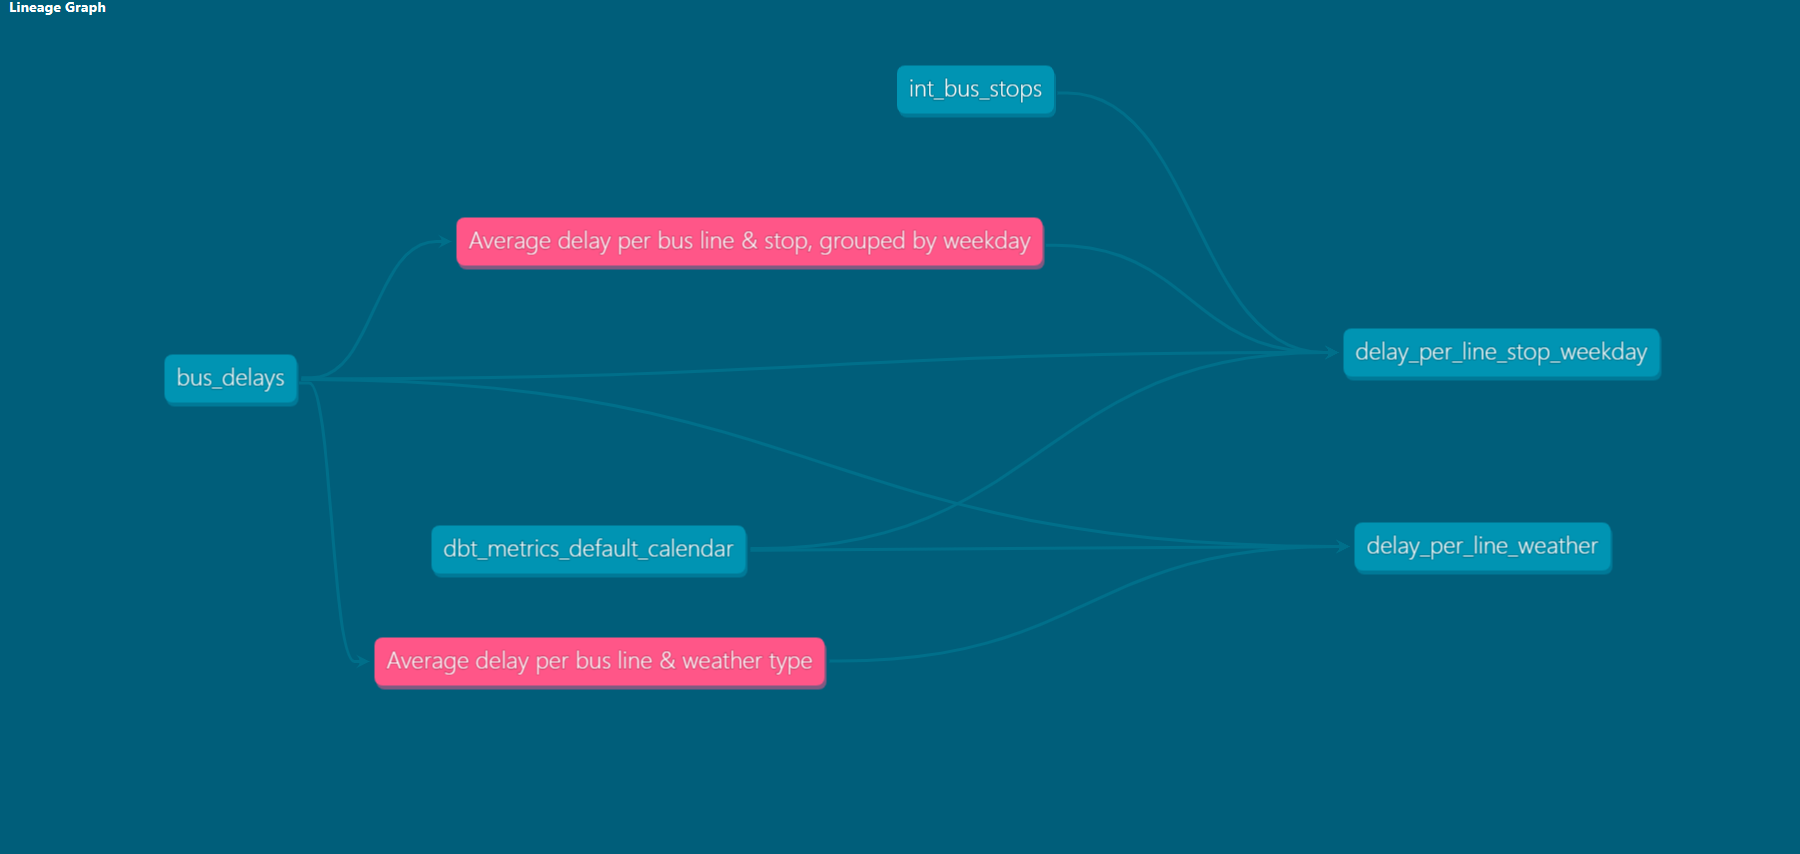 Lineage Graph
int_bus_stops
Average delay per bus line & stop, grouped by weekday
delay_per_line_stop_weekday
bus_delays
dbt_metrics_default_calendar
delay_per_line_weather
Average delay per bus line & weather type